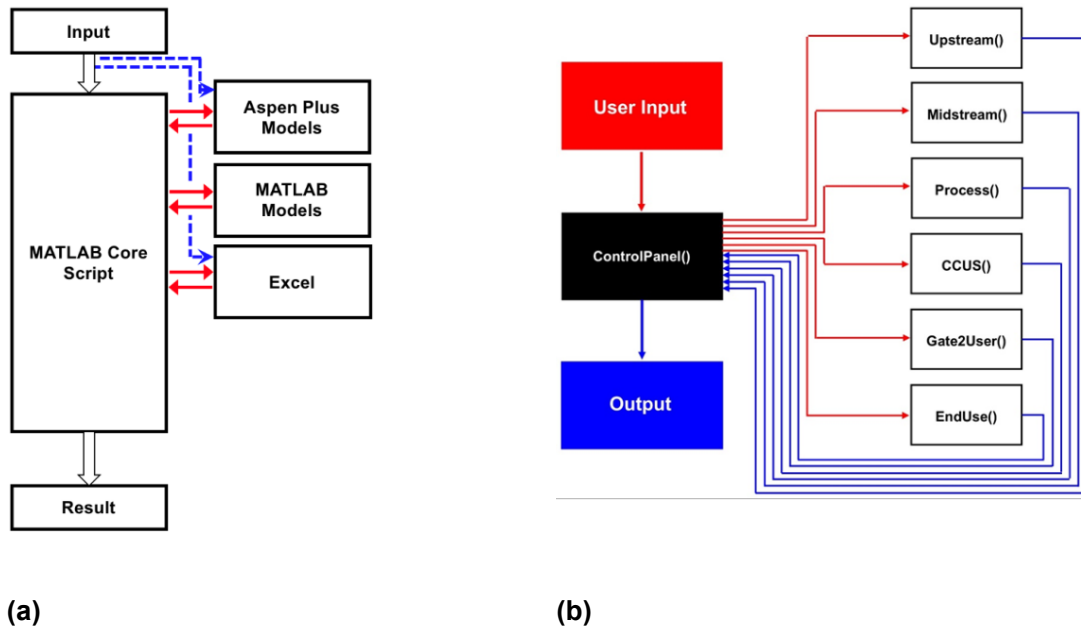 Input
Aspen Plus
Models
MATLAB
Models
MATLAB Core
Script
Excel
Result
(a)
User Input
ControlPanel()
Output
Upstream()
Midstream()
Process()
CCUS()
Gate2User()
EndUse()
(b)